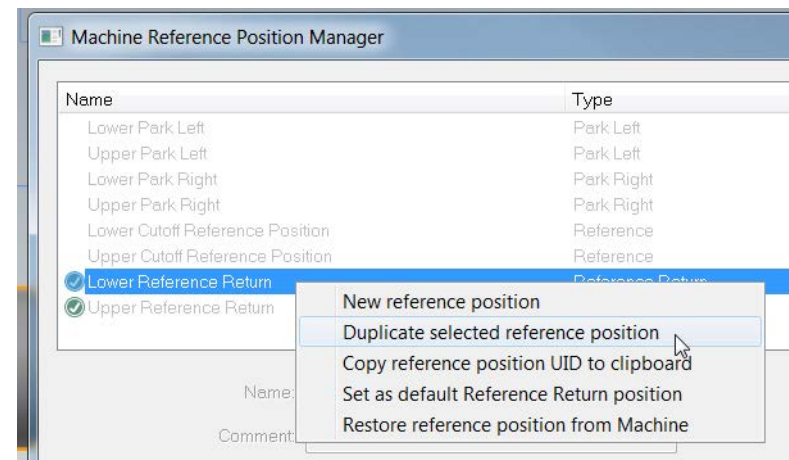 Machine Reference Position Manager
Name Type
Lower Park Left Park Left
Upper Park Left Park Left
Lower Park Right Park Right
Upper Park Right Park Right
Lower Cutoff Reference Position Reference
Upper Cutoff Reference Position Reference
Lower Reference Return Reference Return
Upper Reference Return
New reference position
Duplicate selected reference position
Copy reference position UID to clipboard
Set as default Reference Return position
Restore reference position from Machine
Name:
Comment: